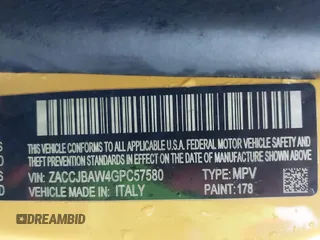 THIS VEHICLE CONFORMS TO ALL APPLICABLE U.S.A. FEDERAL MOTOR VEHICLE SAFETY AND
THEFT PREVENTION STANDARDS IN EFFECT ON THE DATE OF MANUFACTURE SHOWN ABOVE
VIN: ZACCJBAW4GPC57580 TYPE: MPV
VEHICLE MADE IN: ITALY PAINT: 178
DREAMBID